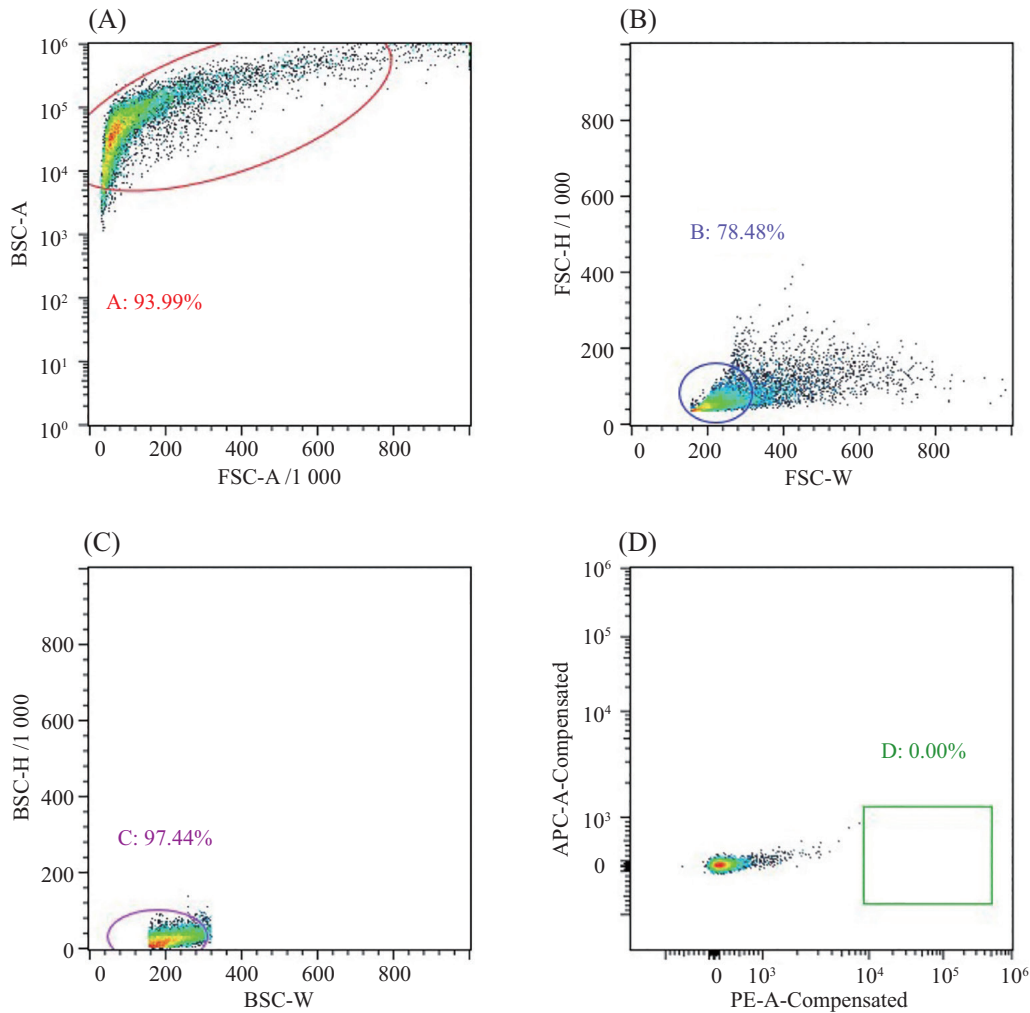 (A)
10⁶
10⁵
10⁴
10³
10²
10¹
10⁰
BSC-A
A: 93.99%
0 200 400 600 800
FSC-A /1 000
(B)
800
600
400
200
0
FSC-H /1 000
B: 78.48%
0 200 400 600 800
FSC-W
(C)
800
600
400
200
0
BSC-H /1 000
C: 97.44%
0 200 400 600 800
BSC-W
(D)
10⁶
10⁵
10⁴
10³
0
APC-A-Compensated
D: 0.00%
0 10³ 10⁴ 10⁵ 10⁶
PE-A-Compensated